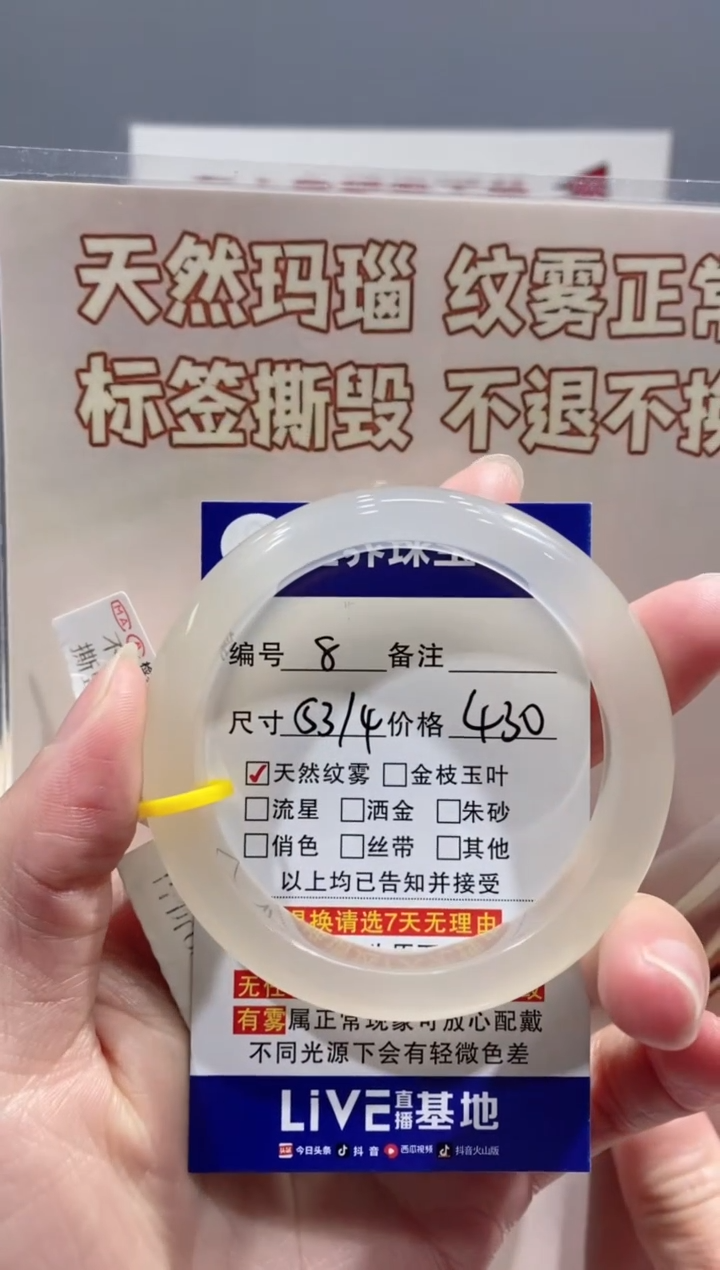 天然玛瑙 纹雾正常
标签撕毁 不退不换
编号 8 备注
尺寸 63/4 价格 430
☑天然纹雾 □金枝玉叶
□流星 □洒金 □朱砂
□俏色 □丝带 □其他
以上均已告知并接受
退换请选7天无理由
有雾属正常现象可放心配戴
不同光源下会有轻微色差
LiVE直播基地
今日头条 抖音 西瓜视频 抖音火山版